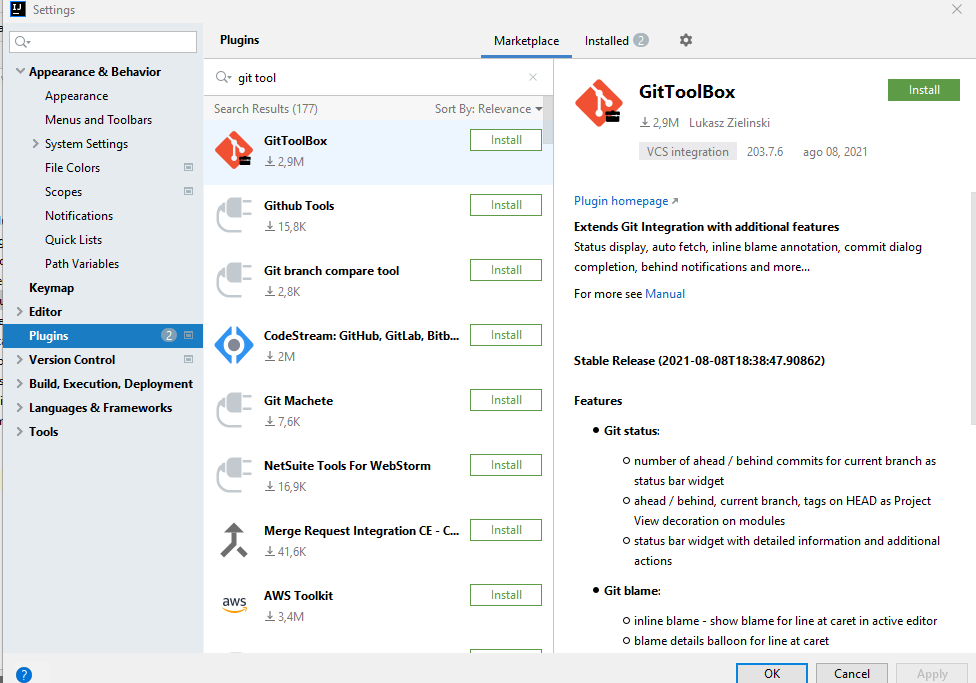 IJ
Settings
Appearance & Behavior
Appearance
Menus and Toolbars
System Settings
File Colors
Scopes
Notifications
Quick Lists
Path Variables
Keymap
Editor
Plugins 2
Version Control
Build, Execution, Deployment
Languages & Frameworks
Tools
?
Plugins
Marketplace
Installed 2
git tool
Search Results (177) Sort By: Relevance
GitToolBox Install
2,9M
Github Tools Install
15,8K
Git branch compare tool Install
2,8K
CodeStream: GitHub, GitLab, Bitb... Install
2M
Git Machete Install
7,6K
NetSuite Tools For WebStorm Install
16,9K
Merge Request Integration CE - C... Install
41,6K
aws
AWS Toolkit Install
3,4M
GitToolBox Install
2,9M Lukasz Zielinski
VCS integration 203.7.6 ago 08, 2021
Plugin homepage
Extends Git Integration with additional features
Status display, auto fetch, inline blame annotation, commit dialog
completion, behind notifications and more...
For more see Manual
Stable Release (2021-08-08T18:38:47.90862)
Features
Git status:
number of ahead / behind commits for current branch as
status bar widget
ahead / behind, current branch, tags on HEAD as Project
View decoration on modules
status bar widget with detailed information and additional
actions
Git blame:
inline blame - show blame for line at caret in active editor
blame details balloon for line at caret
OK Cancel Apply